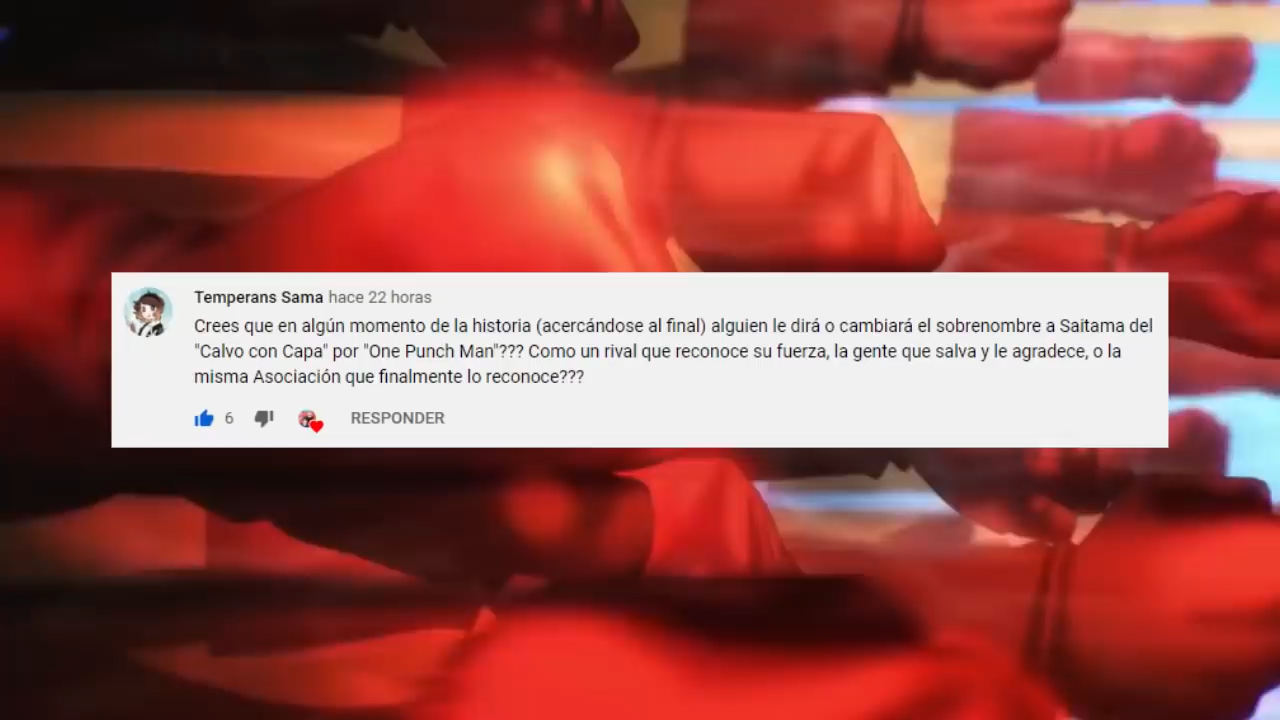 Temperans Sama hace 22 horas
Crees que en algún momento de la historia (acercándose al final) alguien le dirá o cambiará el sobrenombre a Saitama del
"Calvo con Capa" por "One Punch Man"??? Como un rival que reconoce su fuerza, la gente que salva y le agradece, o la
misma Asociación que finalmente lo reconoce???
6 RESPONDER